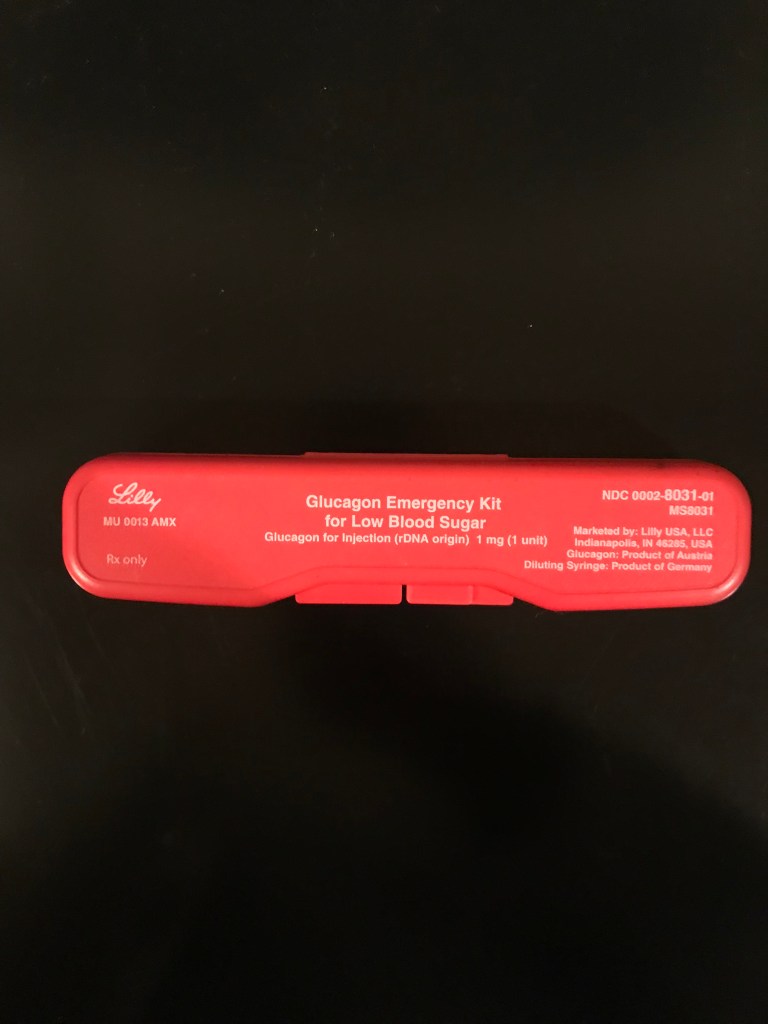 Lilly
MU 0013 AMX
Rx only
Glucagon Emergency Kit
for Low Blood Sugar
Glucagon for Injection (rDNA origin) 1 mg (1 unit)
NDC 0002-8031-01
MS8031
Marketed by: Lilly USA, LLC
Indianapolis, IN 46285, USA
Glucagon: Product of Austria
Diluting Syringe: Product of Germany